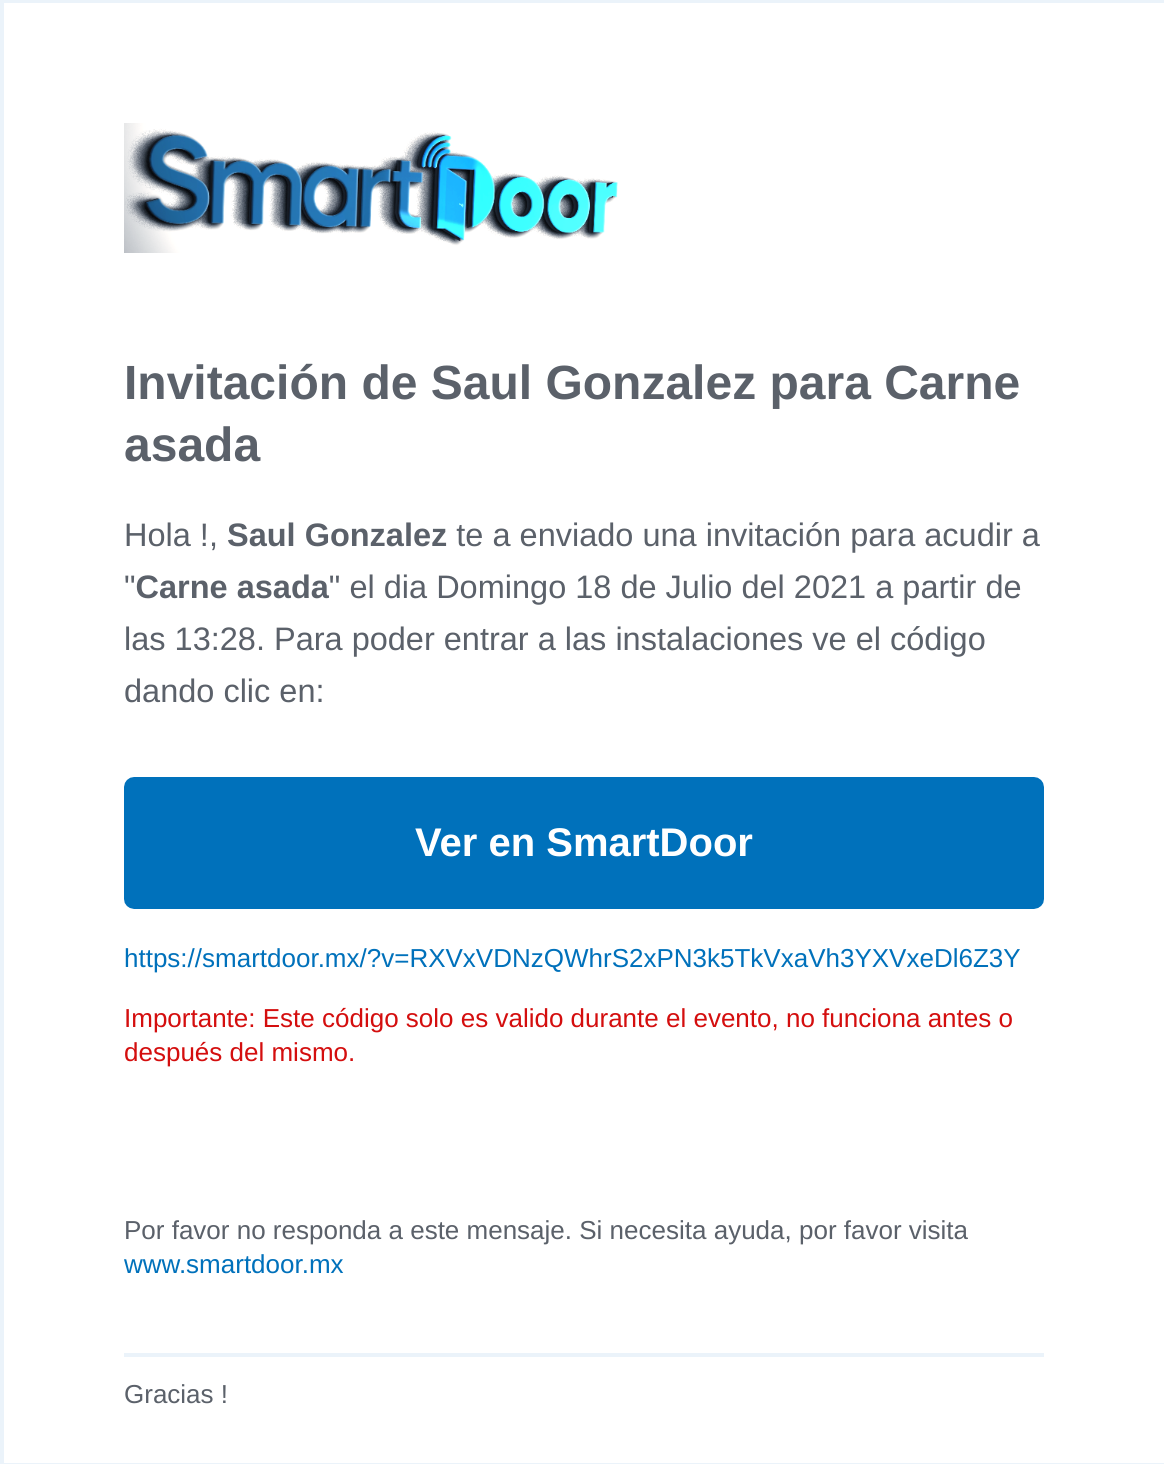 SmartDoor
Invitación de Saul Gonzalez para Carne
asada
Hola !, Saul Gonzalez te a enviado una invitación para acudir a
"Carne asada" el dia Domingo 18 de Julio del 2021 a partir de
las 13:28. Para poder entrar a las instalaciones ve el código
dando clic en:
Ver en SmartDoor
https://smartdoor.mx/?v=RXVxVDNzQWhrS2xPN3k5TkVxaVh3YXVxeDl6Z3Y
Importante: Este código solo es valido durante el evento, no funciona antes o
después del mismo.
Por favor no responda a este mensaje. Si necesita ayuda, por favor visita
www.smartdoor.mx
Gracias !